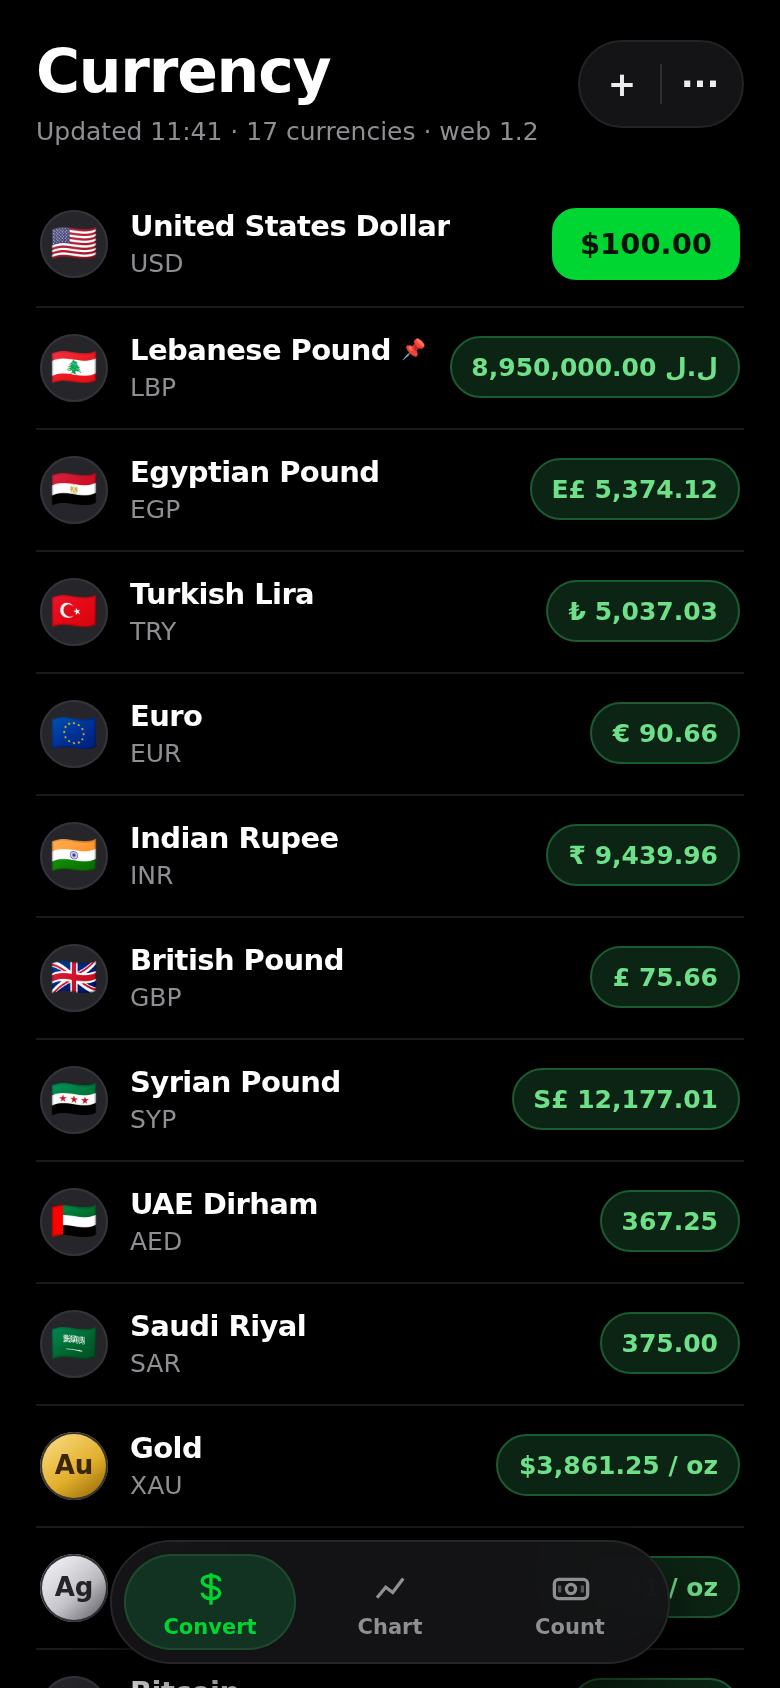 Currency
+ ···
Updated 11:41 · 17 currencies · web 1.2
United States Dollar
USD
$100.00
Lebanese Pound
LBP
8,950,000.00 ل.ل
Egyptian Pound
EGP
E£ 5,374.12
Turkish Lira
TRY
₺ 5,037.03
Euro
EUR
€ 90.66
Indian Rupee
INR
₹ 9,439.96
British Pound
GBP
£ 75.66
Syrian Pound
SYP
S£ 12,177.01
UAE Dirham
AED
367.25
Saudi Riyal
SAR
375.00
Au
Gold
XAU
$3,861.25 / oz
Ag
/ oz
Convert
Chart
Count
Bitcoin